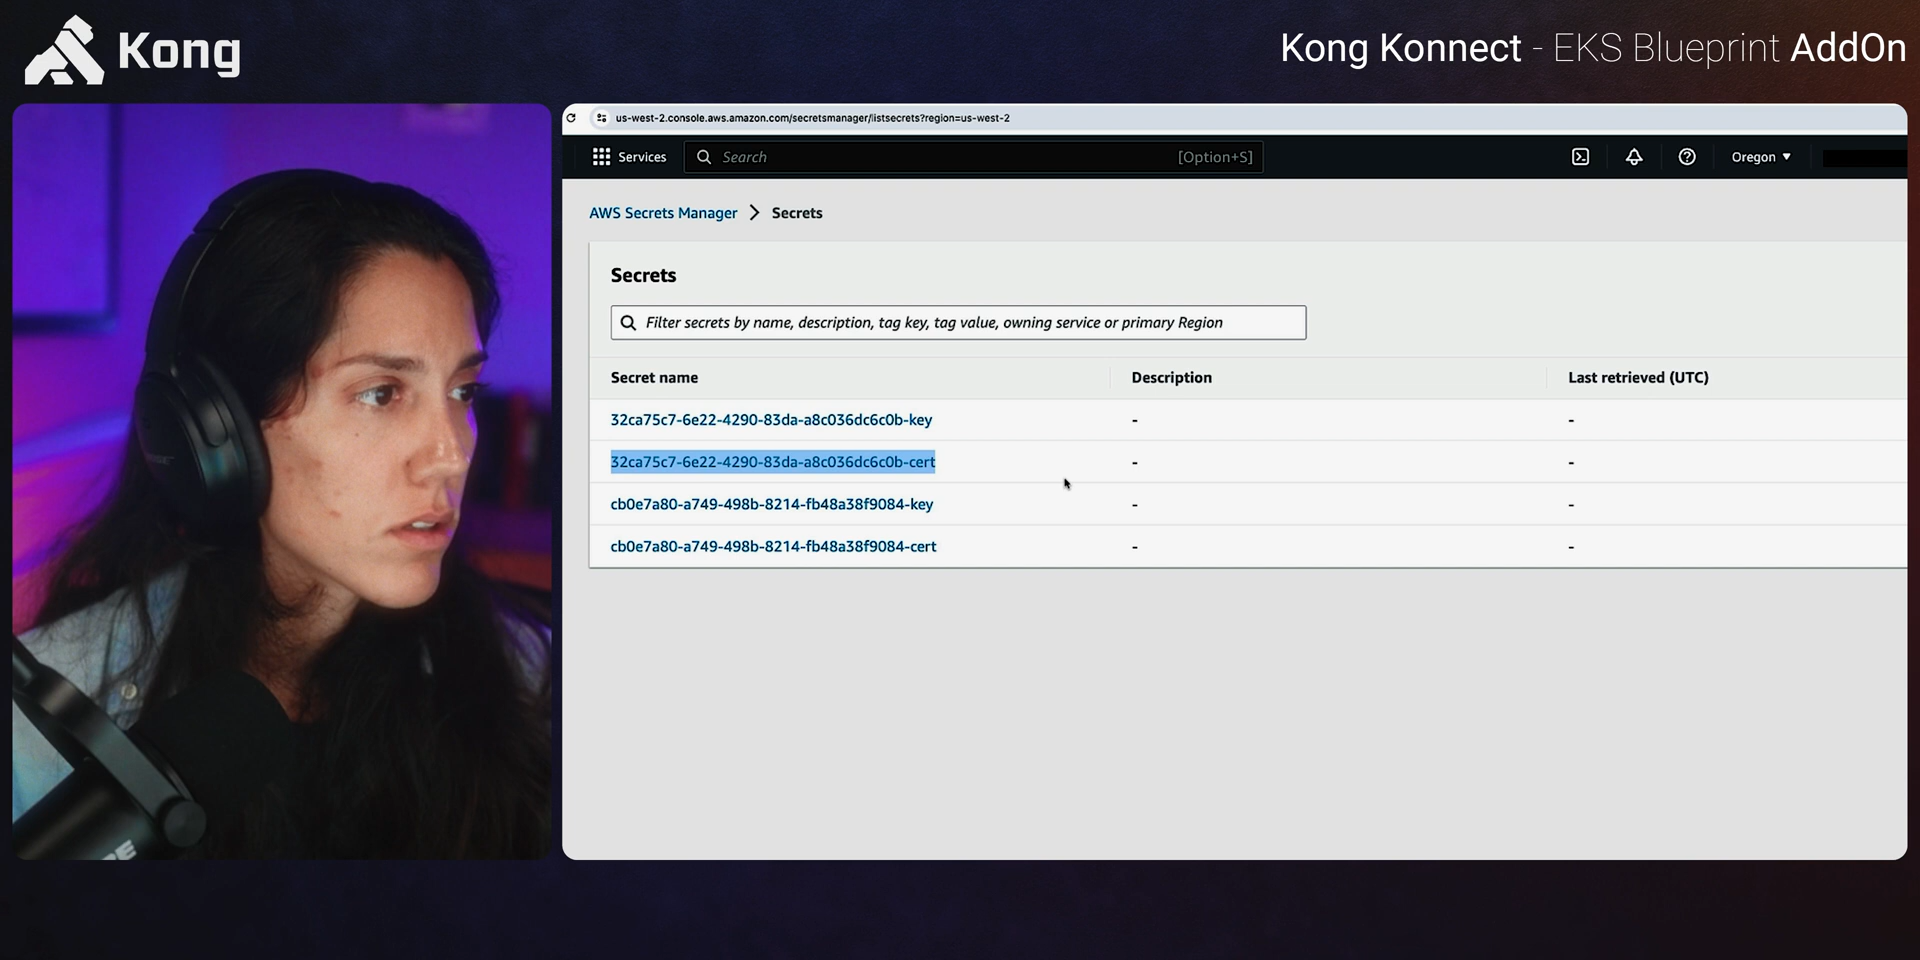 Kong
Kong Konnect - EKS Blueprint AddOn
us-west-2.console.aws.amazon.com/secretsmanager/listsecrets?region=us-west-2
Services
Search
[Option+S]
Oregon
AWS Secrets Manager > Secrets
Secrets
Filter secrets by name, description, tag key, tag value, owning service or primary Region
Secret name Description Last retrieved (UTC)
32ca75c7-6e22-4290-83da-a8c036dc6c0b-key - -
32ca75c7-6e22-4290-83da-a8c036dc6c0b-cert - -
cb0e7a80-a749-498b-8214-fb48a38f9084-key - -
cb0e7a80-a749-498b-8214-fb48a38f9084-cert - -